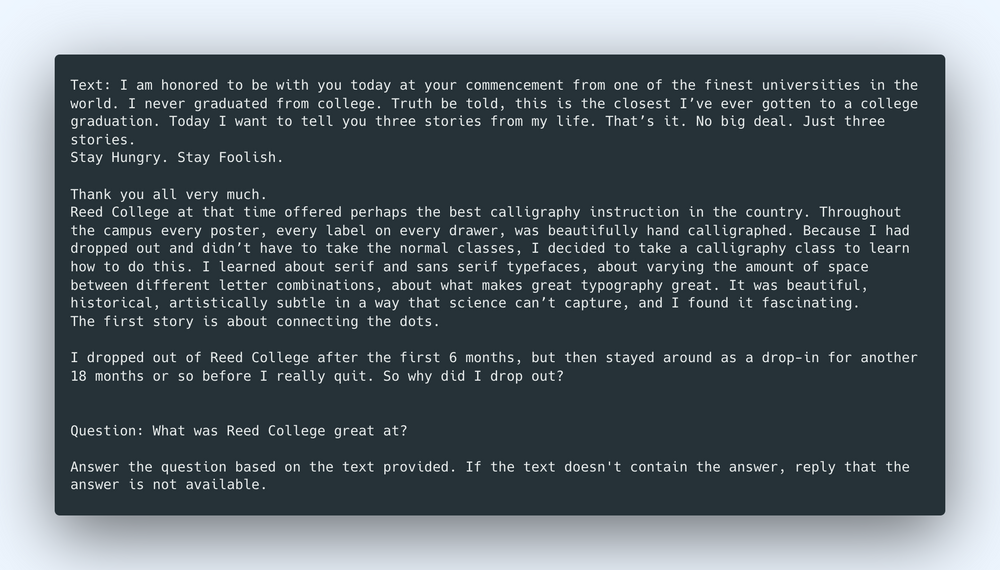 Text: I am honored to be with you today at your commencement from one of the finest universities in the
world. I never graduated from college. Truth be told, this is the closest I’ve ever gotten to a college
graduation. Today I want to tell you three stories from my life. That’s it. No big deal. Just three
stories.
Stay Hungry. Stay Foolish.

Thank you all very much.
Reed College at that time offered perhaps the best calligraphy instruction in the country. Throughout
the campus every poster, every label on every drawer, was beautifully hand calligraphed. Because I had
dropped out and didn’t have to take the normal classes, I decided to take a calligraphy class to learn
how to do this. I learned about serif and sans serif typefaces, about varying the amount of space
between different letter combinations, about what makes great typography great. It was beautiful,
historical, artistically subtle in a way that science can’t capture, and I found it fascinating.
The first story is about connecting the dots.

I dropped out of Reed College after the first 6 months, but then stayed around as a drop-in for another
18 months or so before I really quit. So why did I drop out?

Question: What was Reed College great at?

Answer the question based on the text provided. If the text doesn't contain the answer, reply that the
answer is not available.